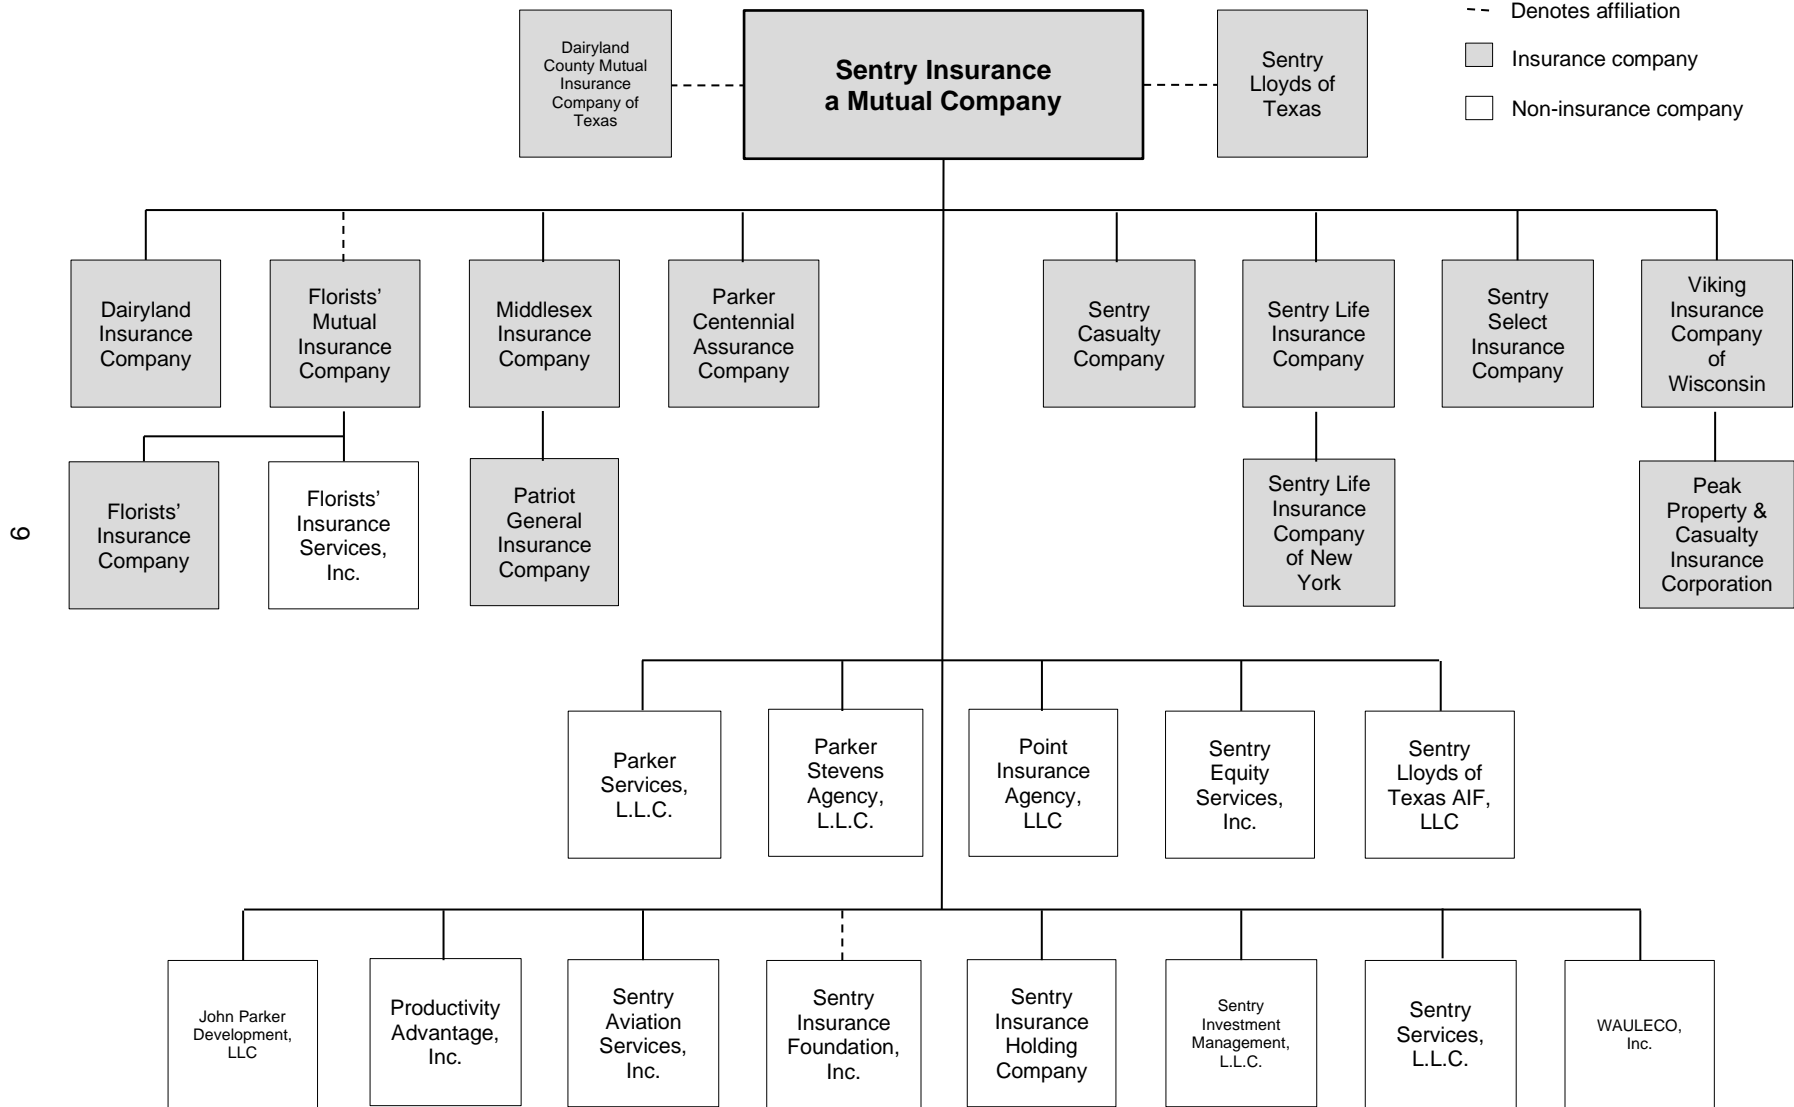 Dairyland
County Mutual
Insurance
Company of
Texas
Sentry Insurance
a Mutual Company
Sentry
Lloyds of
Texas
Denotes affiliation
Insurance company
Non-insurance company
Dairyland
Insurance
Company
Florists’
Mutual
Insurance
Company
Middlesex
Insurance
Company
Parker
Centennial
Assurance
Company
Sentry
Casualty
Company
Sentry Life
Insurance
Company
Sentry
Select
Insurance
Company
Viking
Insurance
Company
of
Wisconsin
Florists’
Insurance
Company
Florists’
Insurance
Services,
Inc.
Patriot
General
Insurance
Company
Sentry Life
Insurance
Company
of New
York
Peak
Property &
Casualty
Insurance
Corporation
9
Parker
Services,
L.L.C.
Parker
Stevens
Agency,
L.L.C.
Point
Insurance
Agency,
LLC
Sentry
Equity
Services,
Inc.
Sentry
Lloyds of
Texas AIF,
LLC
John Parker
Development,
LLC
Productivity
Advantage,
Inc.
Sentry
Aviation
Services,
Inc.
Sentry
Insurance
Foundation,
Inc.
Sentry
Insurance
Holding
Company
Sentry
Investment
Management,
L.L.C.
Sentry
Services,
L.L.C.
WAULECO,
Inc.